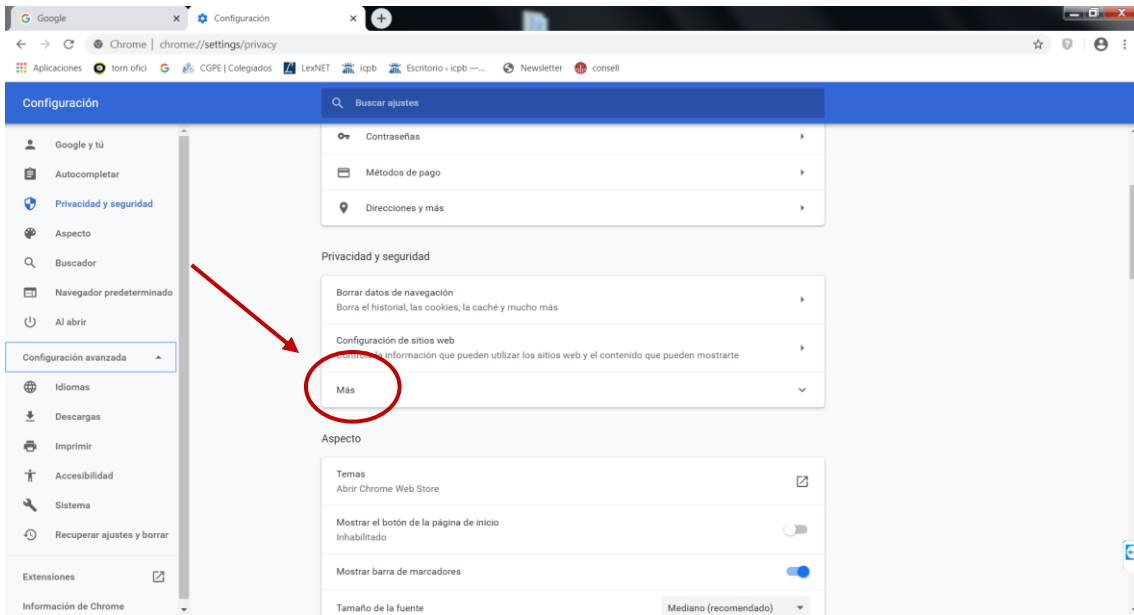 Google
Configuración
Chrome | chrome://settings/privacy
Aplicaciones torn ofici CGPE | Colegiados LexNET icpb Escritorio ‹ icpb —... Newsletter consell
Configuración
Buscar ajustes
Google y tú
Autocompletar
Privacidad y seguridad
Aspecto
Buscador
Navegador predeterminado
Al abrir
Configuración avanzada
Idiomas
Descargas
Imprimir
Accesibilidad
Sistema
Recuperar ajustes y borrar
Extensiones
Información de Chrome
Contraseñas
Métodos de pago
Direcciones y más
Privacidad y seguridad
Borrar datos de navegación
Borra el historial, las cookies, la caché y mucho más
Configuración de sitios web
Controla la información que pueden utilizar los sitios web y el contenido que pueden mostrarte
Más
Aspecto
Temas
Abrir Chrome Web Store
Mostrar el botón de la página de inicio
Inhabilitado
Mostrar barra de marcadores
Tamaño de la fuente
Mediano (recomendado)